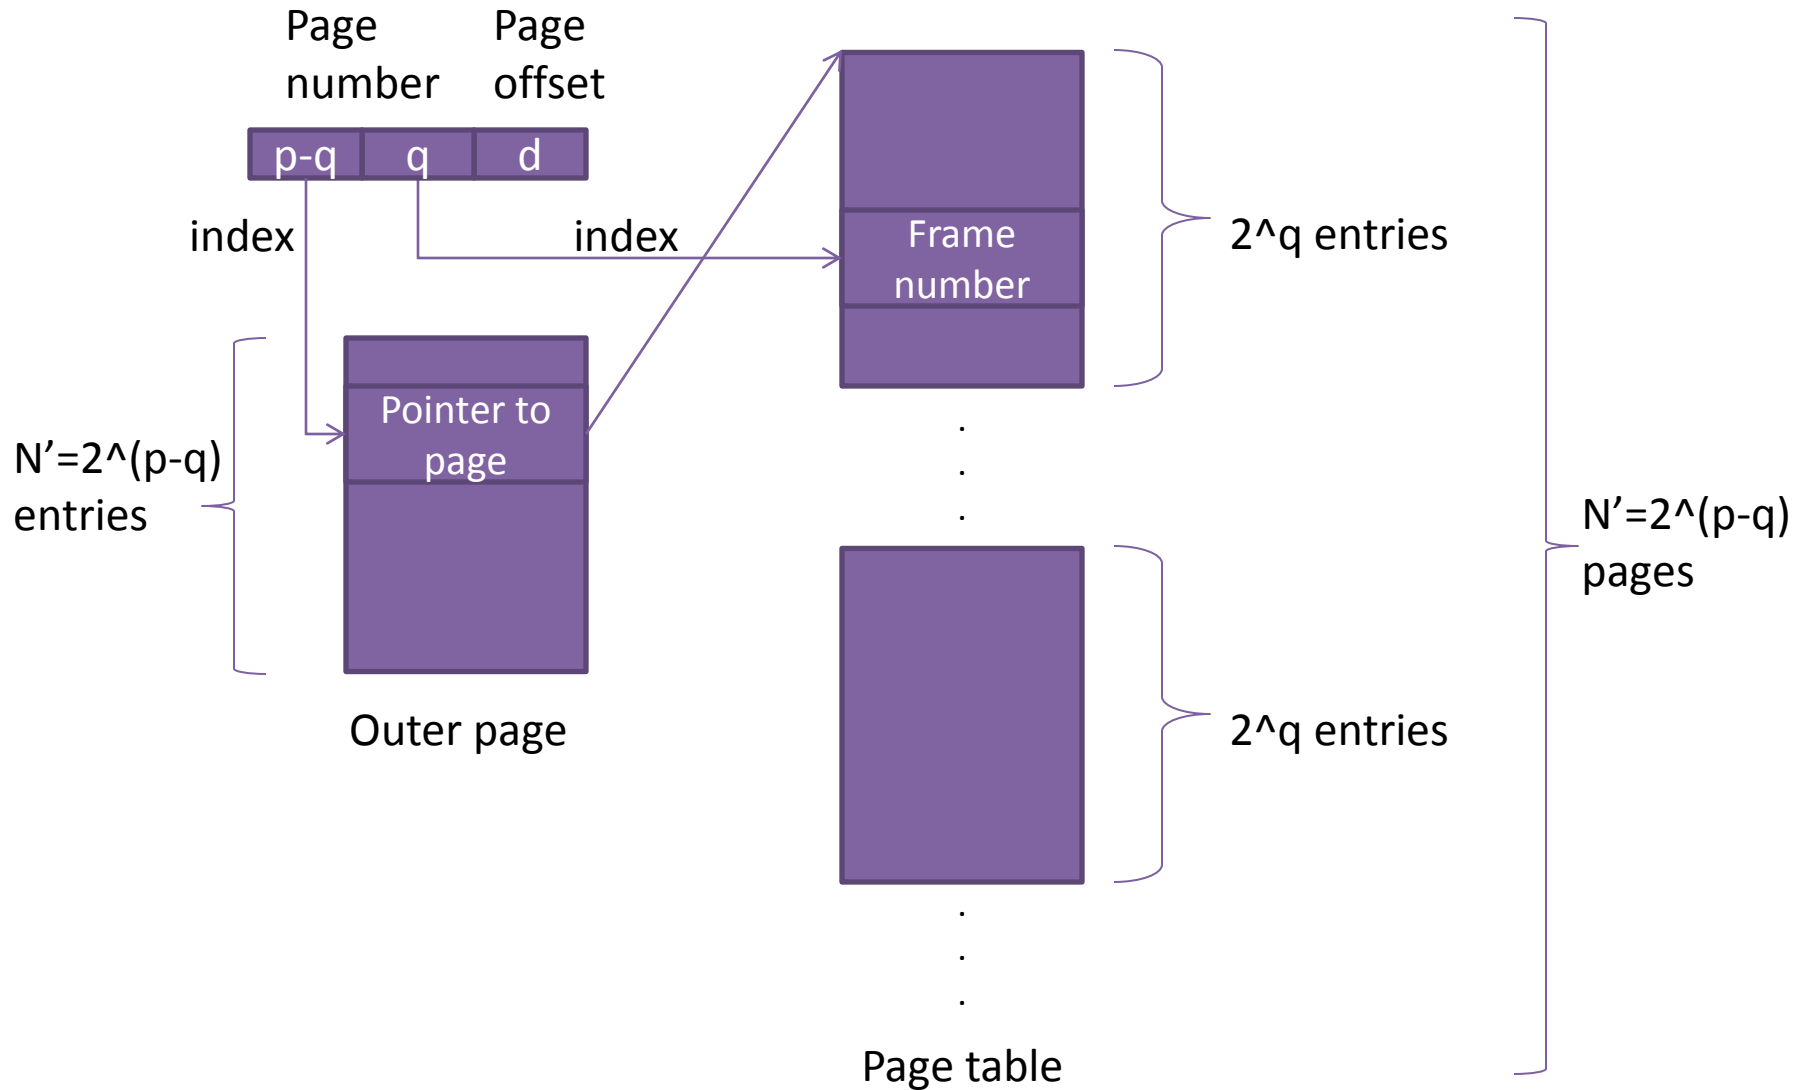 Page
number
Page
offset
p-q
q
d
index
index
Frame
number
2^q entries
Pointer to
page
N’=2^(p-q)
entries
.
.
.
N’=2^(p-q)
pages
Outer page
2^q entries
.
.
.
Page table